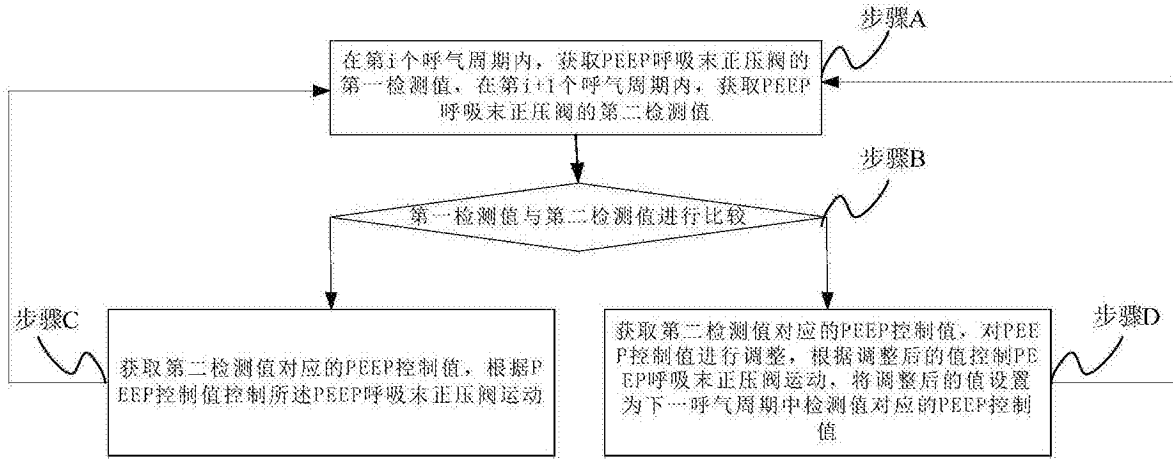 步骤A
在第i个呼气周期内，获取PEEP呼吸末正压阀的
第一检测值，在第i+1个呼气周期内，获取PEEP
呼吸末正压阀的第二检测值
步骤B
第一检测值与第二检测值进行比较
步骤C
获取第二检测值对应的PEEP控制值，根据P
EEP控制值控制所述PEEP呼吸末正压阀运动
步骤D
获取第二检测值对应的PEEP控制值，对PE
EP控制值进行调整，根据调整后的值控制P
EEP呼吸末正压阀运动，将调整后的值设置
为下一呼气周期中检测值对应的PEEP控制
值